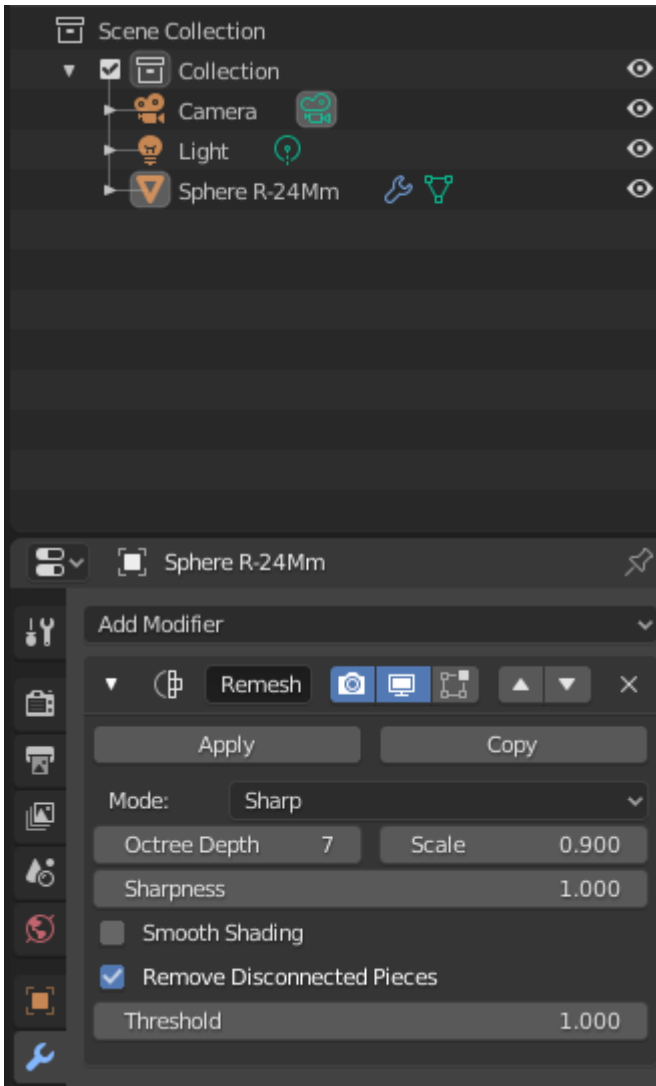 Scene Collection
Collection
Camera
Light
Sphere R-24Mm
Sphere R-24Mm
Add Modifier
Remesh
Apply Copy
Mode: Sharp
Octree Depth 7 Scale 0.900
Sharpness 1.000
Smooth Shading
Remove Disconnected Pieces
Threshold 1.000